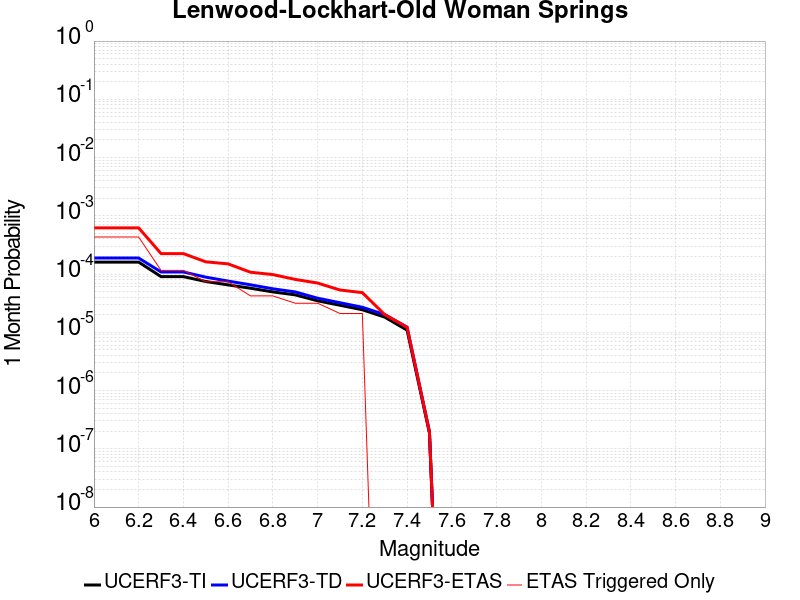 Lenwood-Lockhart-Old Woman Springs
10^0
10^-1
10^-2
10^-3
10^-4
10^-5
10^-6
10^-7
10^-8
1 Month Probability
6 6.2 6.4 6.6 6.8 7 7.2 7.4 7.6 7.8 8 8.2 8.4 8.6 8.8 9
Magnitude
UCERF3-TI UCERF3-TD UCERF3-ETAS ETAS Triggered Only